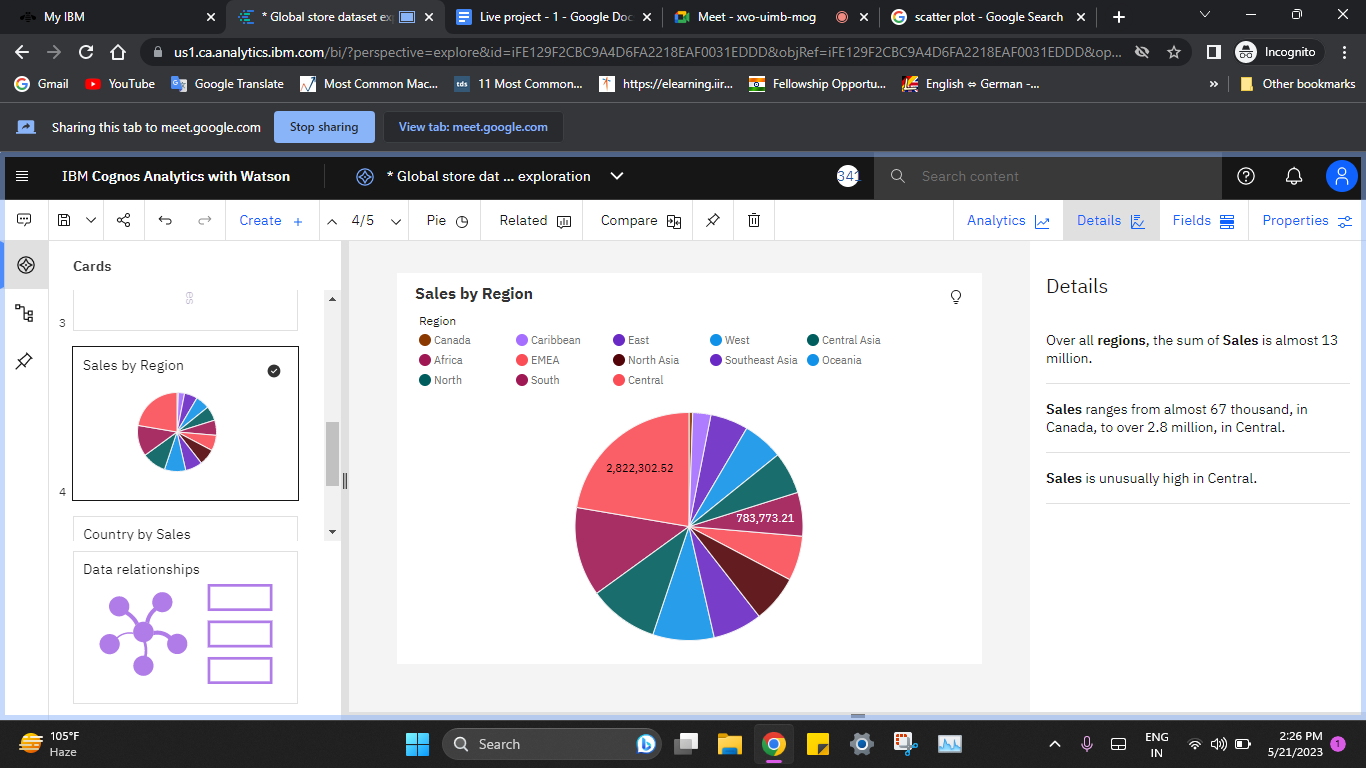 My IBM
* Global store dataset ex
Live project - 1 - Google Doc
Meet - xvo-uimb-mog
scatter plot - Google Search
us1.ca.analytics.ibm.com/bi/?perspective=explore&id=iFE129F2CBC9A4D6FA2218EAF0031EDDD&objRef=iFE129F2CBC9A4D6FA2218EAF0031EDDD&op...
Incognito
Gmail
YouTube
Google Translate
Most Common Mac...
tds
11 Most Common...
https://elearning.iir...
Fellowship Opportu...
English ⇔ German -...
»
Other bookmarks
Sharing this tab to meet.google.com
Stop sharing
View tab: meet.google.com
IBM Cognos Analytics with Watson
* Global store dat ... exploration
341
Search content
Create +
4/5
Pie
Related
Compare
Analytics
Details
Fields
Properties
Cards
es
3
Sales by Region
4
Country by Sales
Data relationships
Sales by Region
Region
Canada Caribbean East West Central Asia
Africa EMEA North Asia Southeast Asia Oceania
North South Central
2,822,302.52
783,773.21
Details
Over all regions, the sum of Sales is almost 13
million.
Sales ranges from almost 67 thousand, in
Canada, to over 2.8 million, in Central.
Sales is unusually high in Central.
105°F
Haze
Search
ENG
IN
2:26 PM
5/21/2023
1